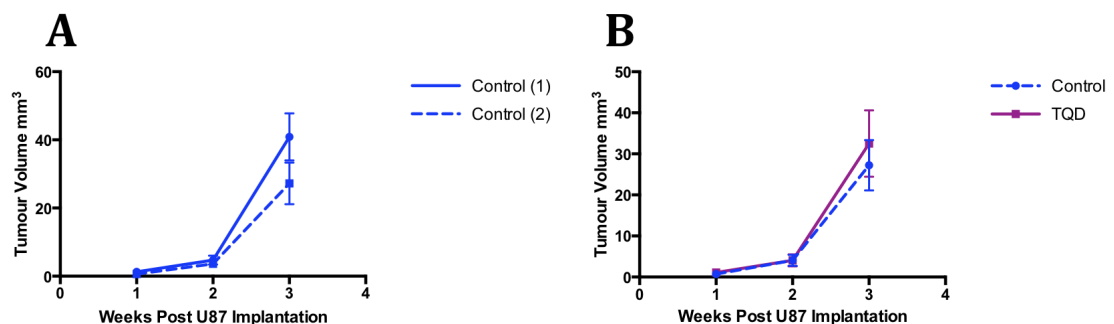 A
60
40
20
0
Tumour Volume mm³
0 1 2 3 4
Weeks Post U87 Implantation
Control (1)
Control (2)
B
50
40
30
20
10
0
Tumour Volume mm³
0 1 2 3 4
Weeks Post U87 Implantation
Control
TQD